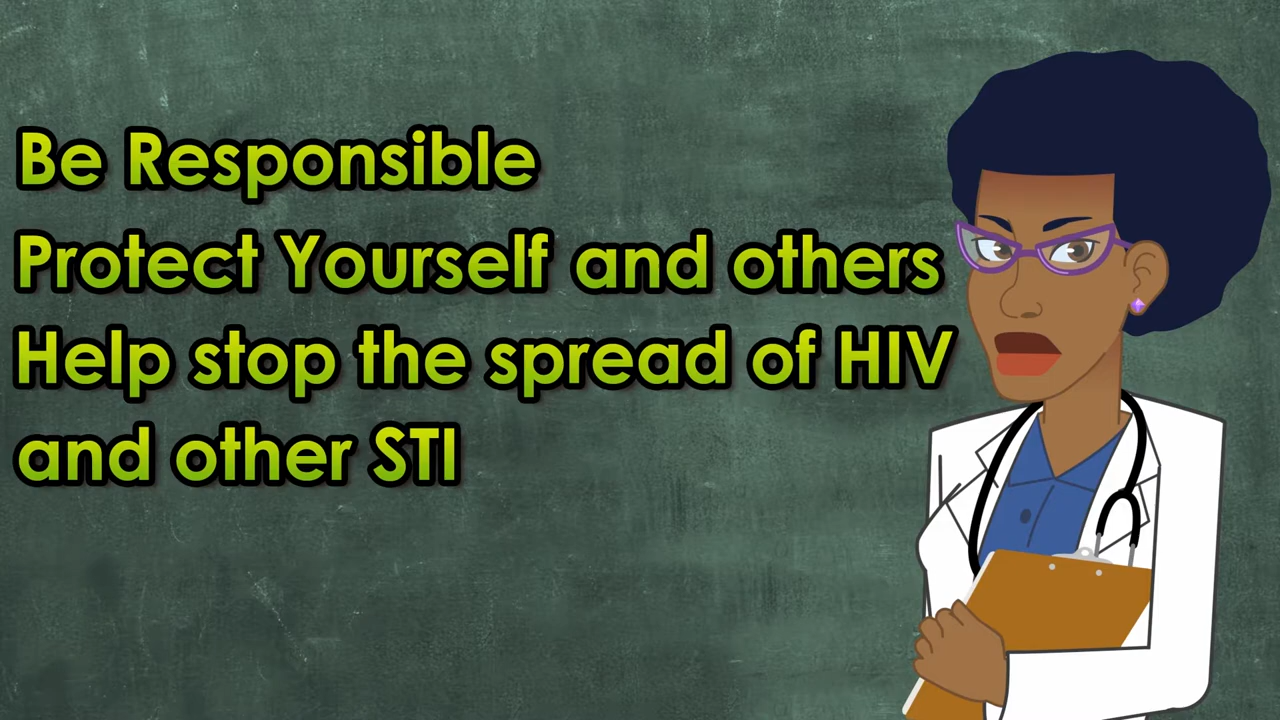 Be Responsible
Protect Yourself and others
Help stop the spread of HIV
and other STI